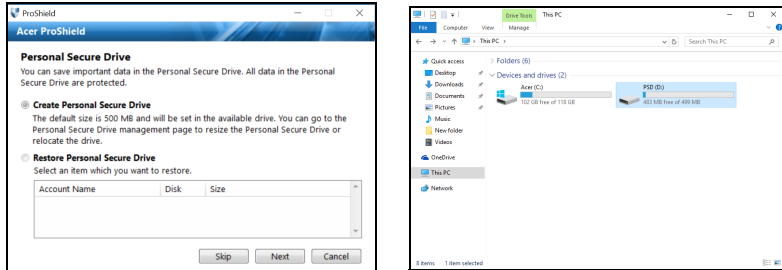 ProShield
Acer ProShield
Personal Secure Drive
You can save important data in the Personal Secure Drive. All data in the Personal
Secure Drive are protected.
Create Personal Secure Drive
The default size is 500 MB and will be set in the available drive. You can go to the
Personal Secure Drive management page to resize the Personal Secure Drive or
relocate the drive.
Restore Personal Secure Drive
Select an item which you want to restore.
Account Name Disk Size
Skip Next Cancel
Drive Tools This PC
File Computer View Manage
This PC Search This PC
Quick access
Desktop
Downloads
Documents
Pictures
Music
New folder
Videos
OneDrive
This PC
Network
Folders (6)
Devices and drives (2)
Acer (C:)
102 GB free of 118 GB
PSD (D:)
483 MB free of 499 MB
8 items 1 item selected